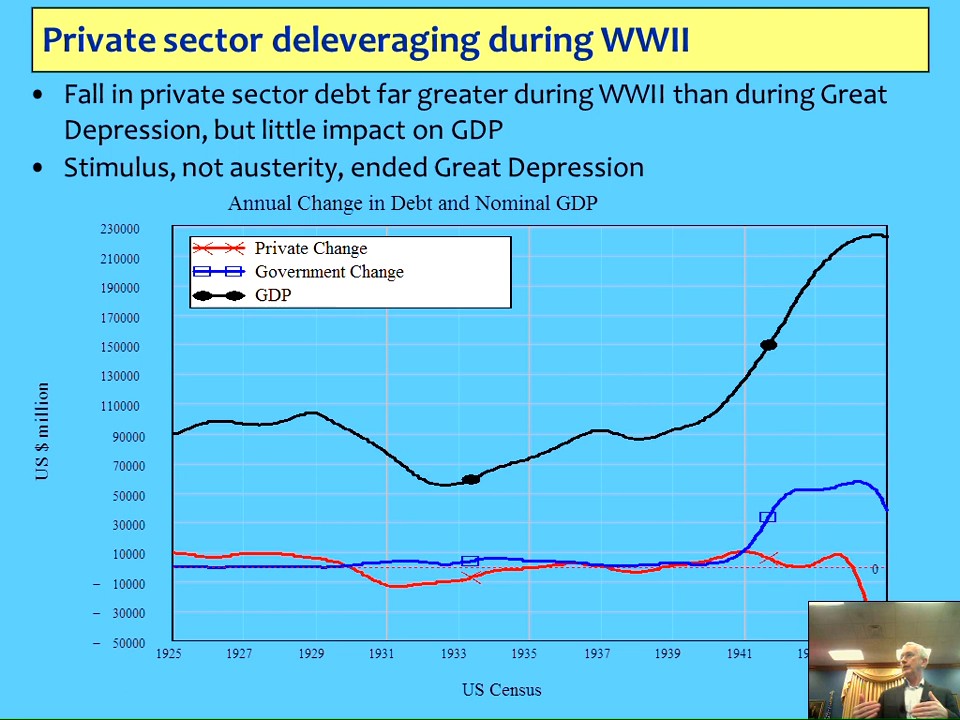 Private sector deleveraging during WWII
• Fall in private sector debt far greater during WWII than during Great
Depression, but little impact on GDP
• Stimulus, not austerity, ended Great Depression
Annual Change in Debt and Nominal GDP
Private Change
Government Change
GDP
US $ million
230000
210000
190000
170000
150000
130000
110000
90000
70000
50000
30000
10000
– 10000
– 30000
– 50000
0
1925 1927 1929 1931 1933 1935 1937 1939 1941
US Census